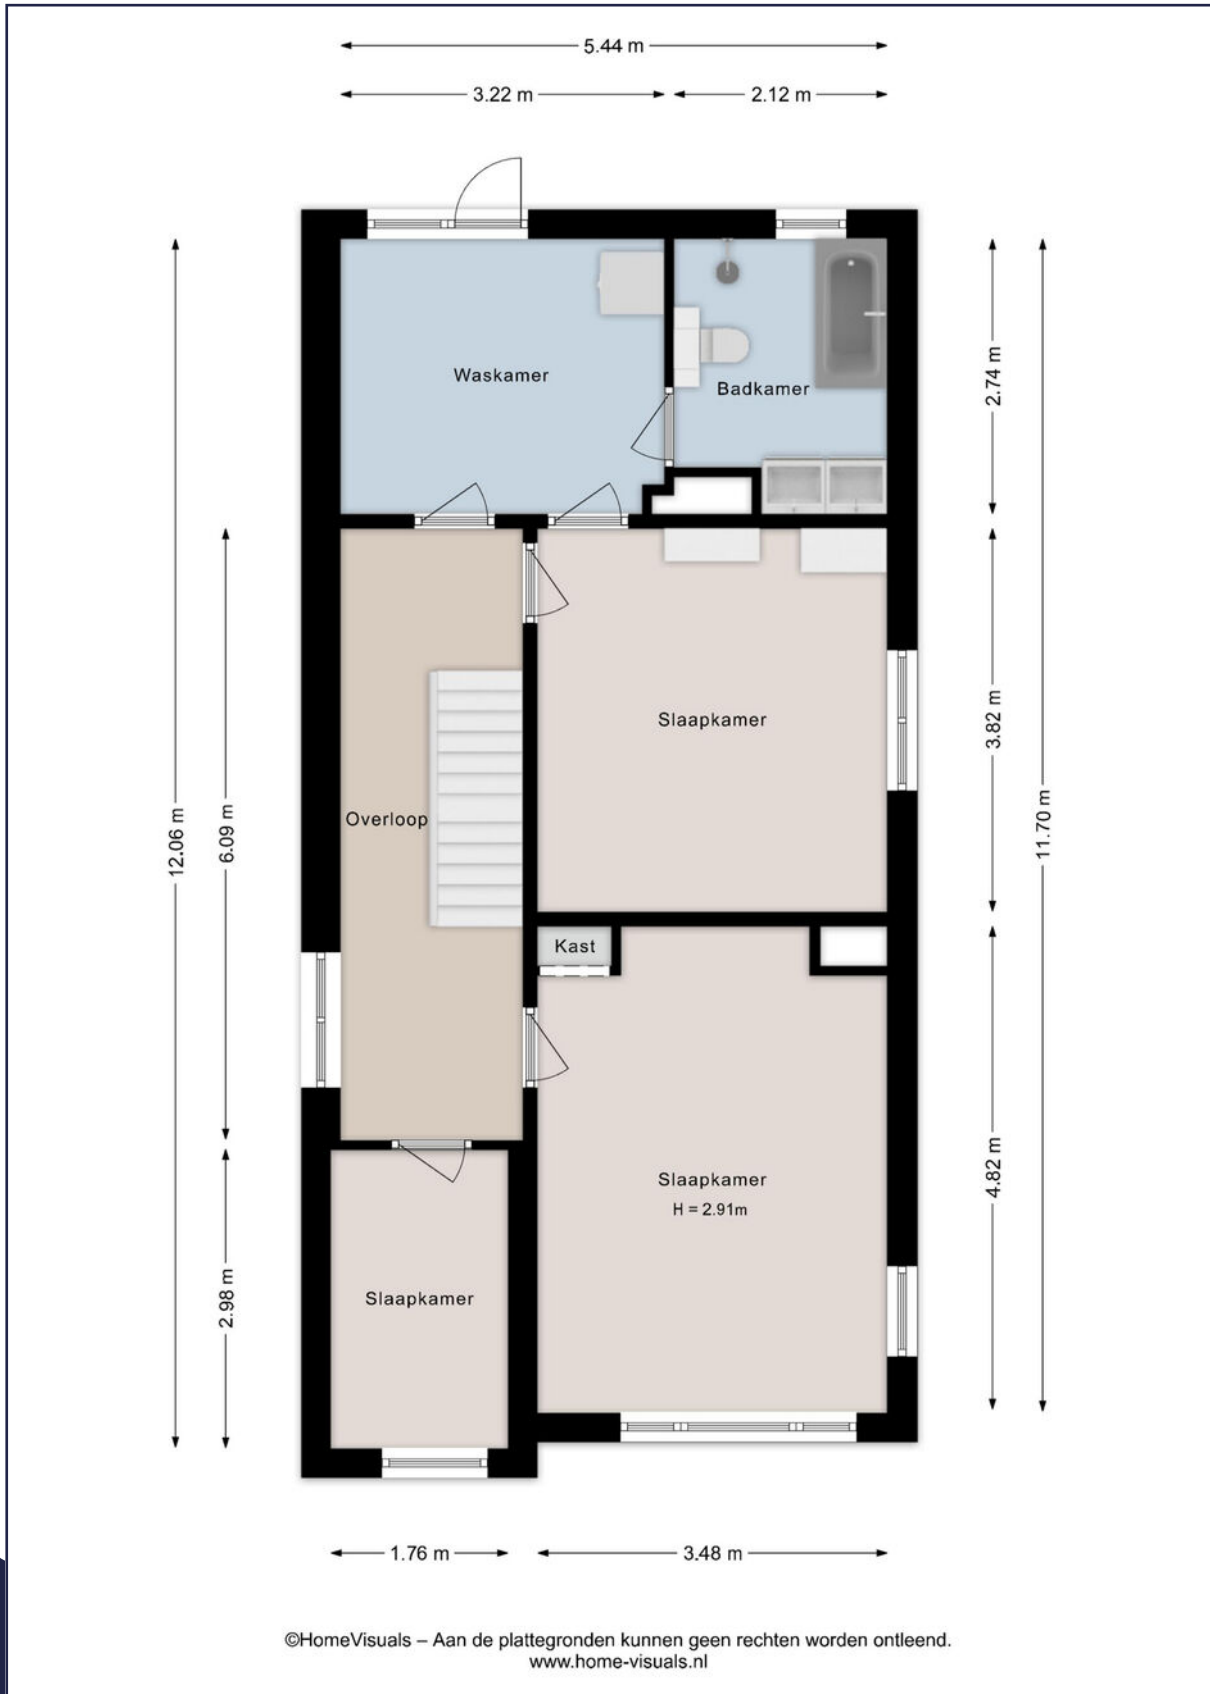 5.44 m
3.22 m
2.12 m
Waskamer
Badkamer
2.74 m
Slaapkamer
3.82 m
Overloop
12.06 m
6.09 m
11.70 m
Kast
Slaapkamer
H = 2.91m
4.82 m
Slaapkamer
2.98 m
1.76 m
3.48 m
©HomeVisuals – Aan de plattegronden kunnen geen rechten worden ontleend.
www.home-visuals.nl